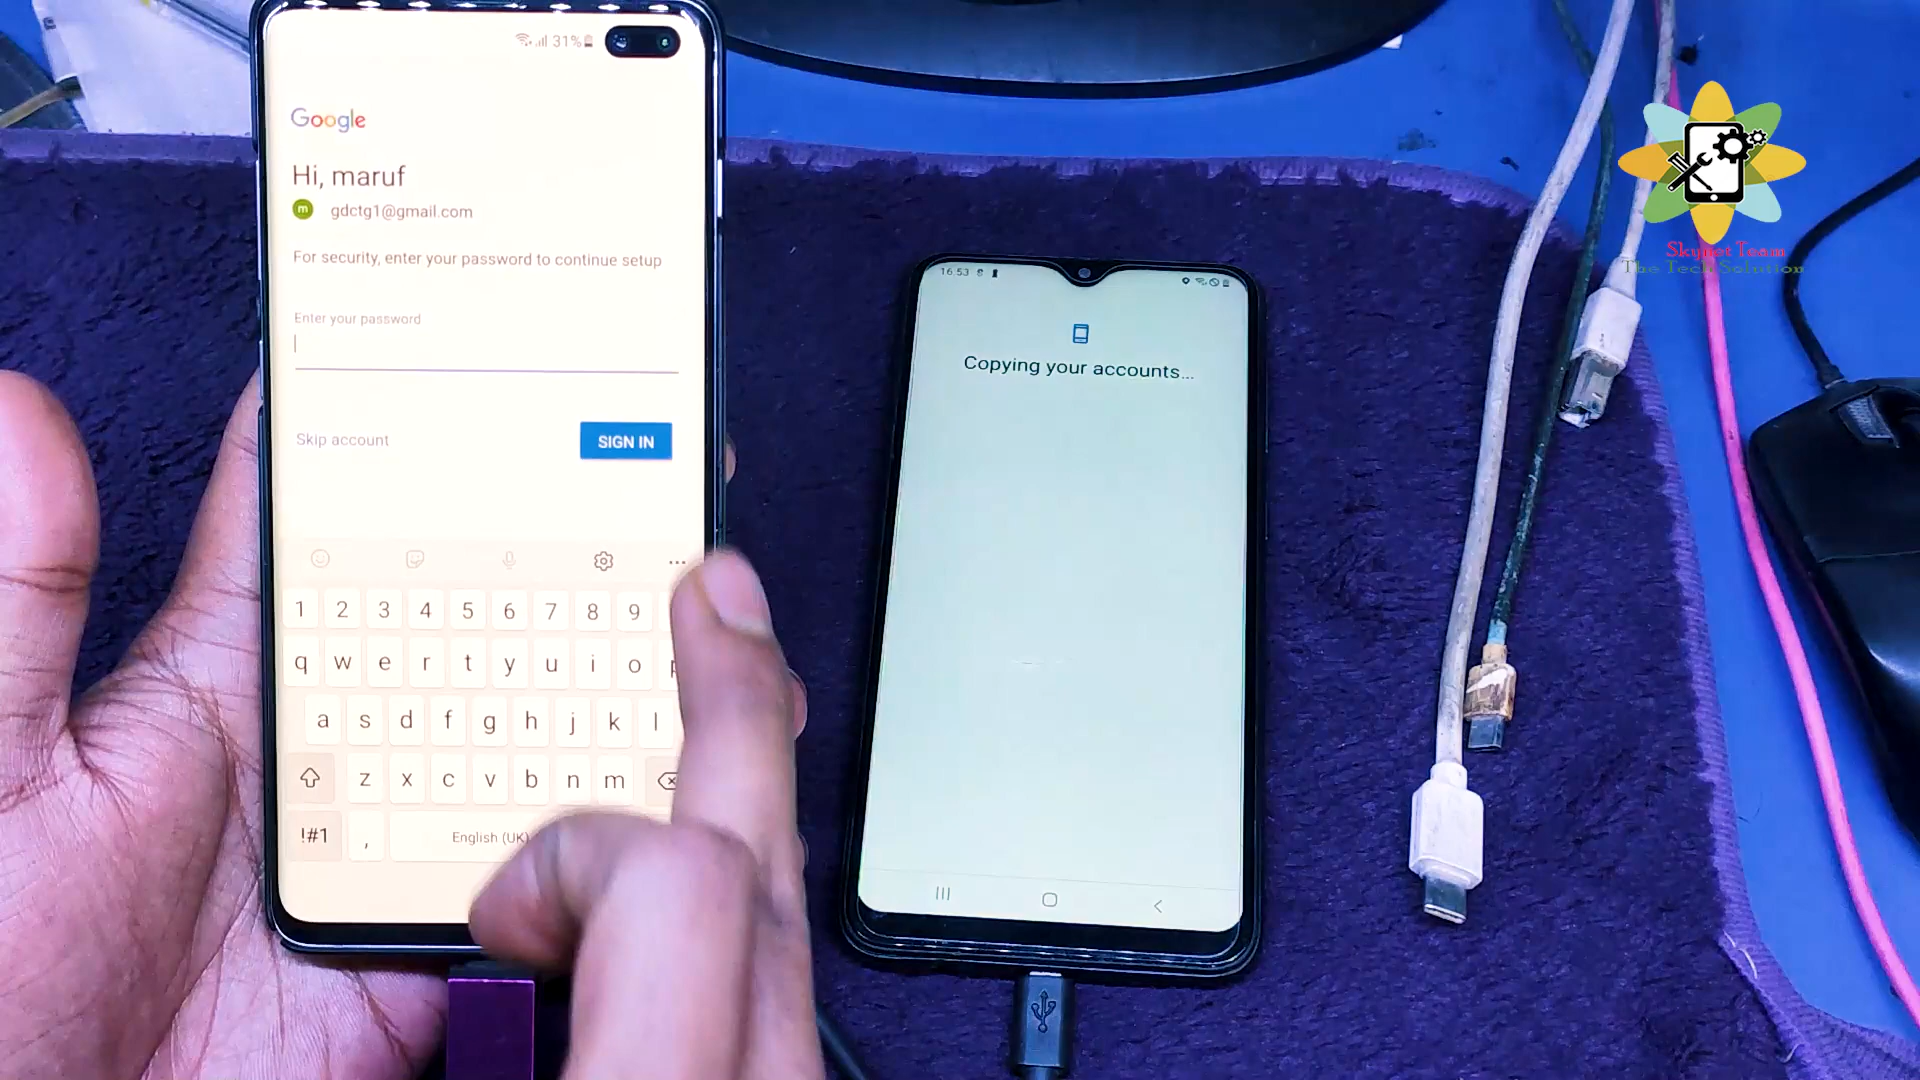 31%
Google
Hi, maruf
m
gdctg1@gmail.com
For security, enter your password to continue setup
Enter your password
Skip account
SIGN IN
1 2 3 4 5 6 7 8 9
q w e r t y u i o p
a s d f g h j k l
z x c v b n m
!#1 , English (UK)
16:53
Copying your accounts...
Skynet Team
The Tech Solution